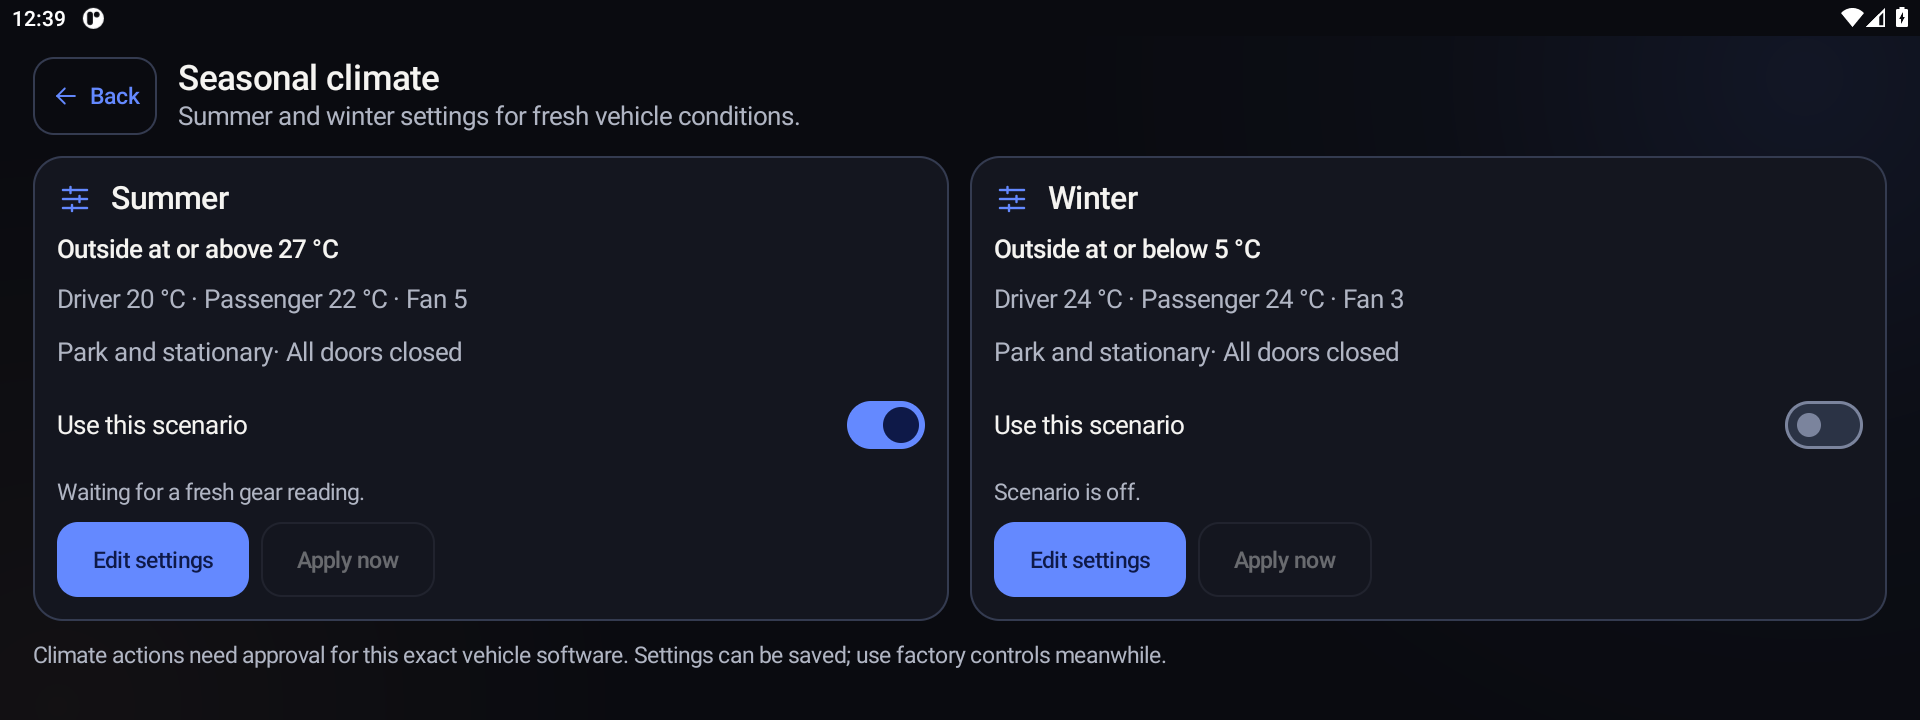 12:39
Back
Seasonal climate
Summer and winter settings for fresh vehicle conditions.
Summer
Outside at or above 27 °C
Driver 20 °C · Passenger 22 °C · Fan 5
Park and stationary· All doors closed
Use this scenario
Waiting for a fresh gear reading.
Edit settings
Apply now
Winter
Outside at or below 5 °C
Driver 24 °C · Passenger 24 °C · Fan 3
Park and stationary· All doors closed
Use this scenario
Scenario is off.
Edit settings
Apply now
Climate actions need approval for this exact vehicle software. Settings can be saved; use factory controls meanwhile.